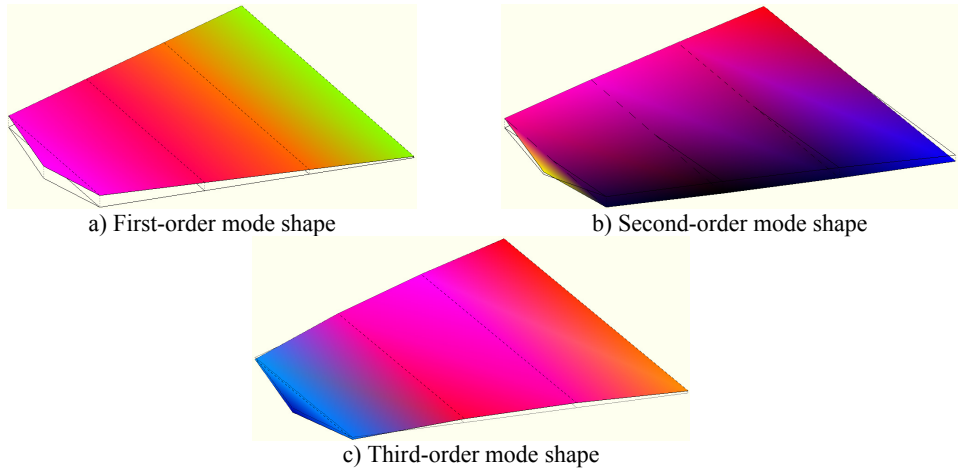 a) First-order mode shape
b) Second-order mode shape
c) Third-order mode shape